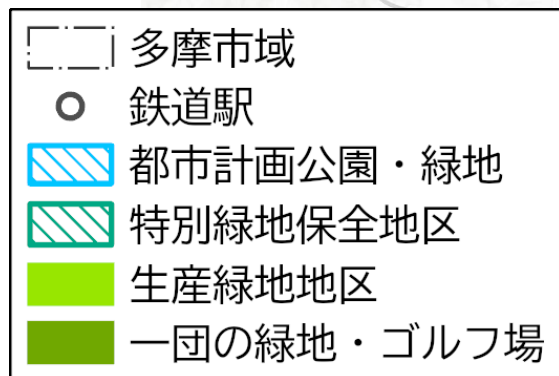 多摩市域
鉄道駅
都市計画公園・緑地
特別緑地保全地区
生産緑地地区
一団の緑地・ゴルフ場